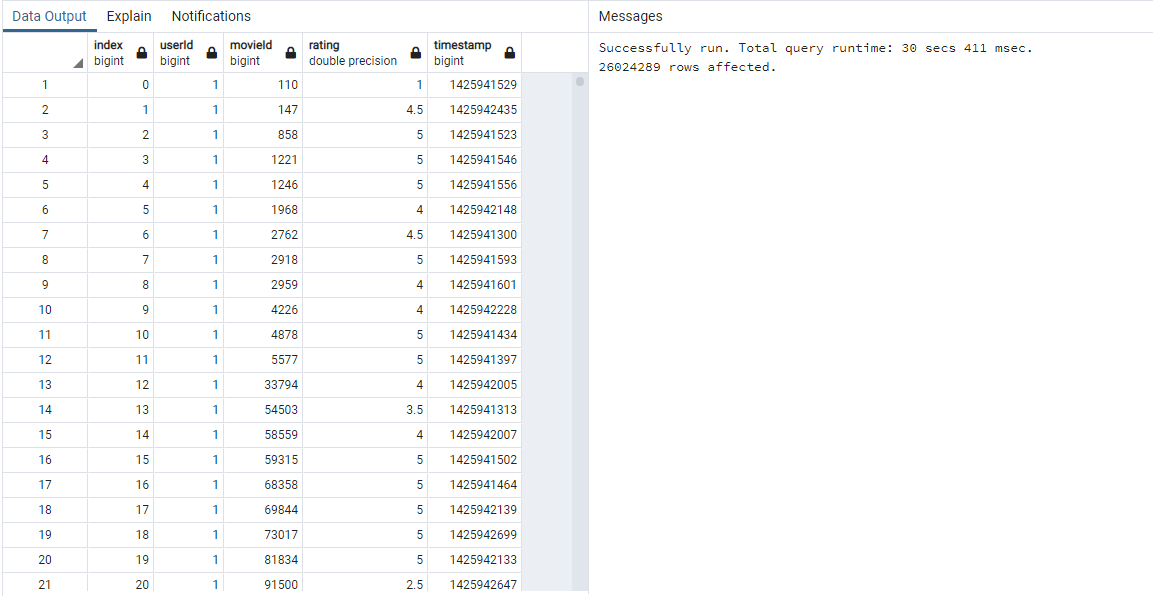 Data Output Explain Notifications Messages
index userId movieId rating timestamp
bigint bigint bigint double precision bigint
Successfully run. Total query runtime: 30 secs 411 msec.
26024289 rows affected.
1 0 1 110 1 1425941529
2 1 1 147 4.5 1425942435
3 2 1 858 5 1425941523
4 3 1 1221 5 1425941546
5 4 1 1246 5 1425941556
6 5 1 1968 4 1425942148
7 6 1 2762 4.5 1425941300
8 7 1 2918 5 1425941593
9 8 1 2959 4 1425941601
10 9 1 4226 4 1425942228
11 10 1 4878 5 1425941434
12 11 1 5577 5 1425941397
13 12 1 33794 4 1425942005
14 13 1 54503 3.5 1425941313
15 14 1 58559 4 1425942007
16 15 1 59315 5 1425941502
17 16 1 68358 5 1425941464
18 17 1 69844 5 1425942139
19 18 1 73017 5 1425942699
20 19 1 81834 5 1425942133
21 20 1 91500 2.5 1425942647